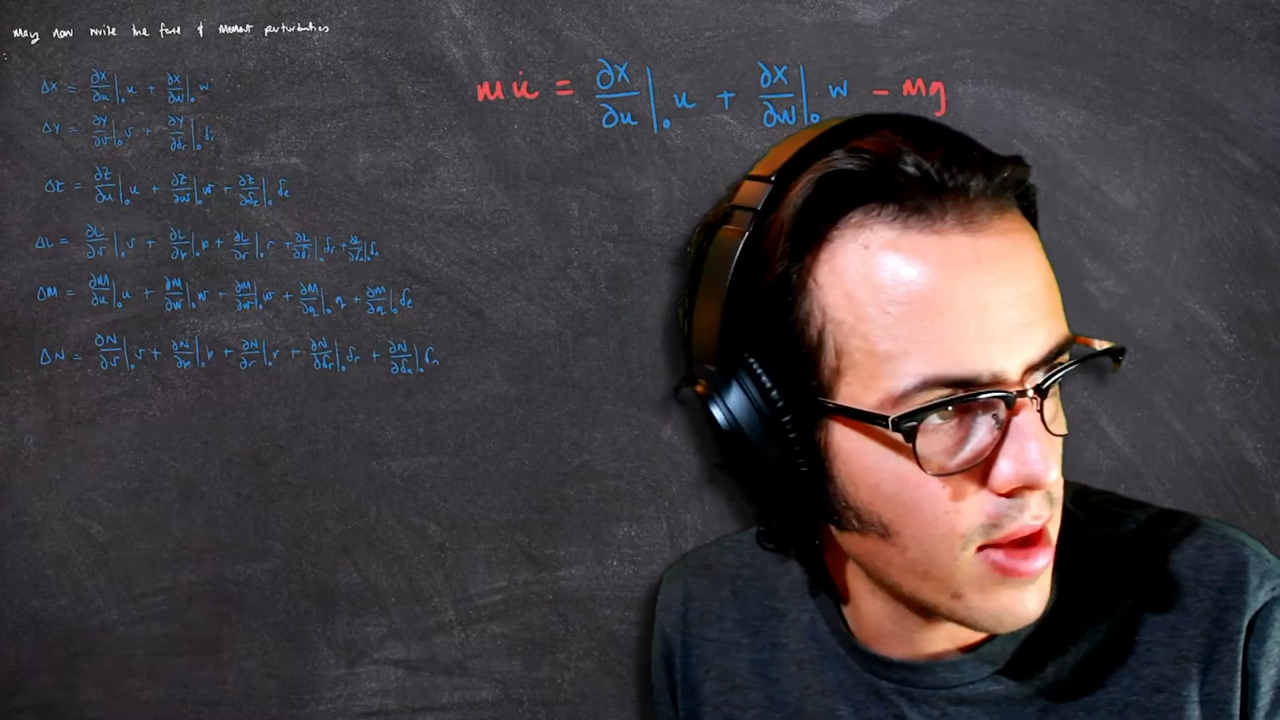 may now write the force & moment perturbations
:
ΔX = ∂X/∂u|₀ u + ∂X/∂w|₀ w
ΔY = ∂Y/∂v|₀ v + ∂Y/∂δr|₀ δr
ΔZ = ∂Z/∂u|₀ u + ∂Z/∂w|₀ w + ∂Z/∂δe|₀ δe
ΔL = ∂L/∂v|₀ v + ∂L/∂p|₀ p + ∂L/∂r|₀ r + ∂L/∂δr|₀ δr + ∂L/∂δa|₀ δa
ΔM = ∂M/∂u|₀ u + ∂M/∂w|₀ w + ∂M/∂ẇ|₀ ẇ + ∂M/∂q|₀ q + ∂M/∂q|₀ δe
ΔN = ∂N/∂v|₀ v + ∂N/∂p|₀ p + ∂N/∂r|₀ r + ∂N/∂δr|₀ δr + ∂N/∂δa|₀ δa
mu̇ = ∂X/∂u|₀ u + ∂X/∂w|₀ w - mg